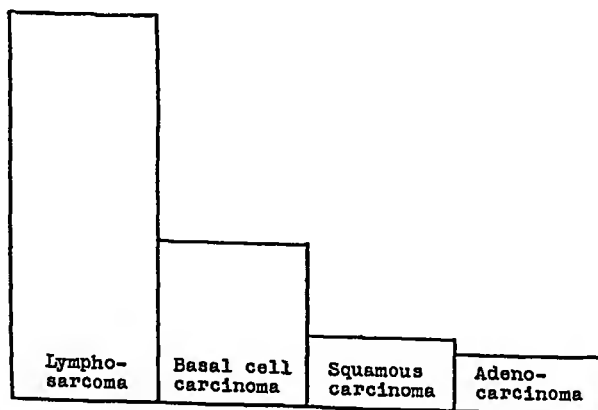 Lympho-
sarcoma
Basal cell
carcinoma
Squamous
carcinoma
Adeno-
carcinoma